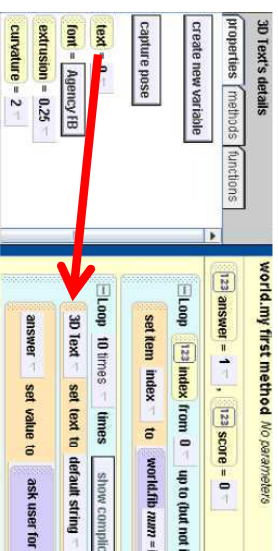 3D Text's details
properties methods functions
create new variable
capture pose
text = 0
font = Agency FB
extrusion = 0.25
curvature = 2
world.my first method No parameters
123 answer = 1 , 123 score = 0
Loop 123 index from 0 up to (but not
set item index to world.fib num =
Loop 10 times times show complic
3D Text set text to default string
answer set value to ask user for